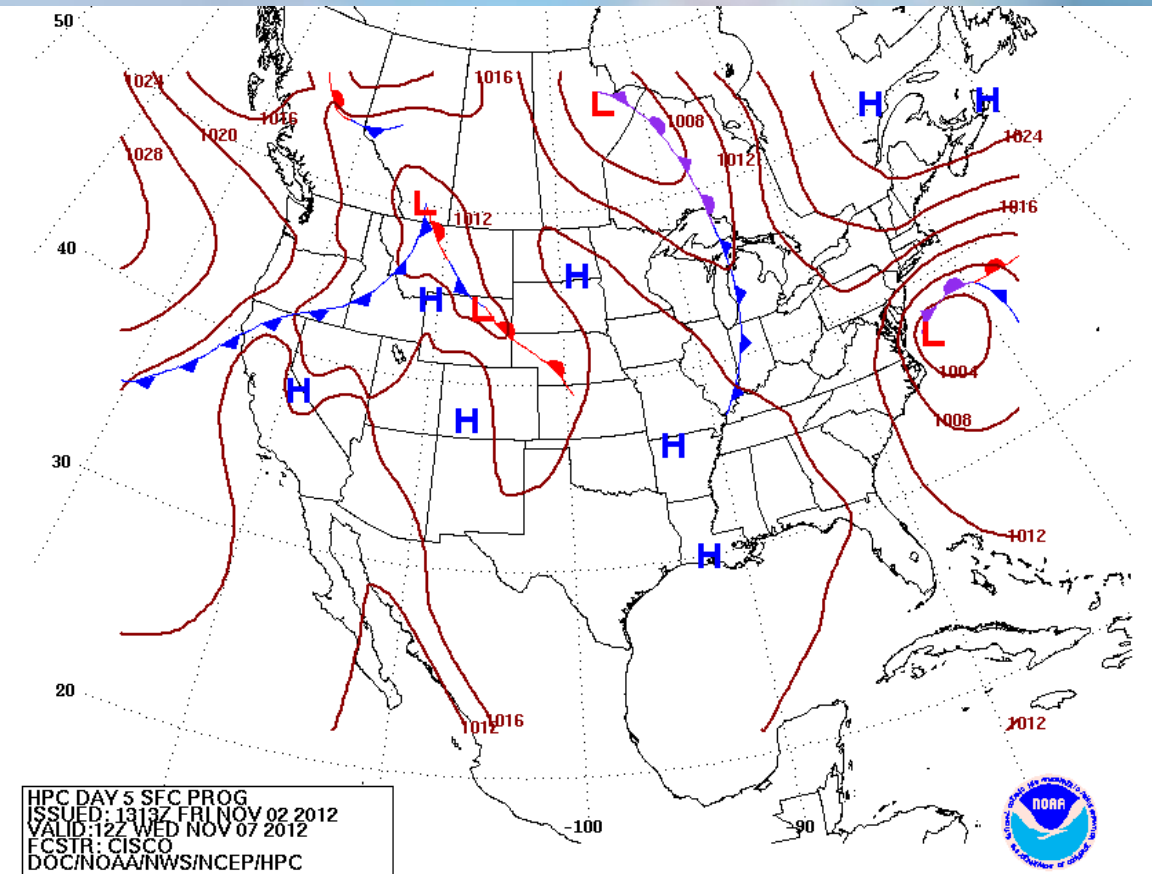 50
1024
1016
1016
1020
1028
L
1008
1012
H
H
1024
40
L
1012
1016
H
H
L
L
1004
H
H
H
1008
30
1012
H
20
1016
1012
1012
-100
-90
HPC DAY 5 SFC PROG
ISSUED: 1313Z FRI NOV 02 2012
VALID:12Z WED NOV 07 2012
FCSTR: CISCO
DOC/NOAA/NWS/NCEP/HPC
NOAA